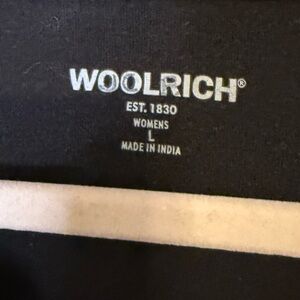 WOOLRICH®
EST. 1830
WOMENS
L
MADE IN INDIA